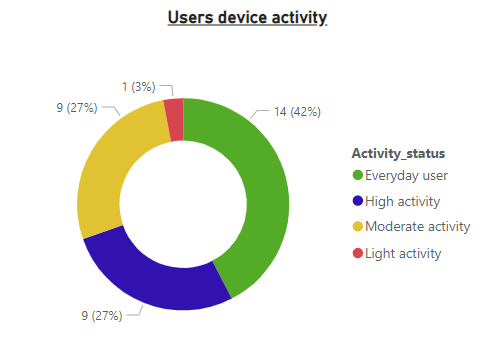 Users device activity
1 (3%)
9 (27%)
14 (42%)
9 (27%)
Activity_status
Everyday user
High activity
Moderate activity
Light activity